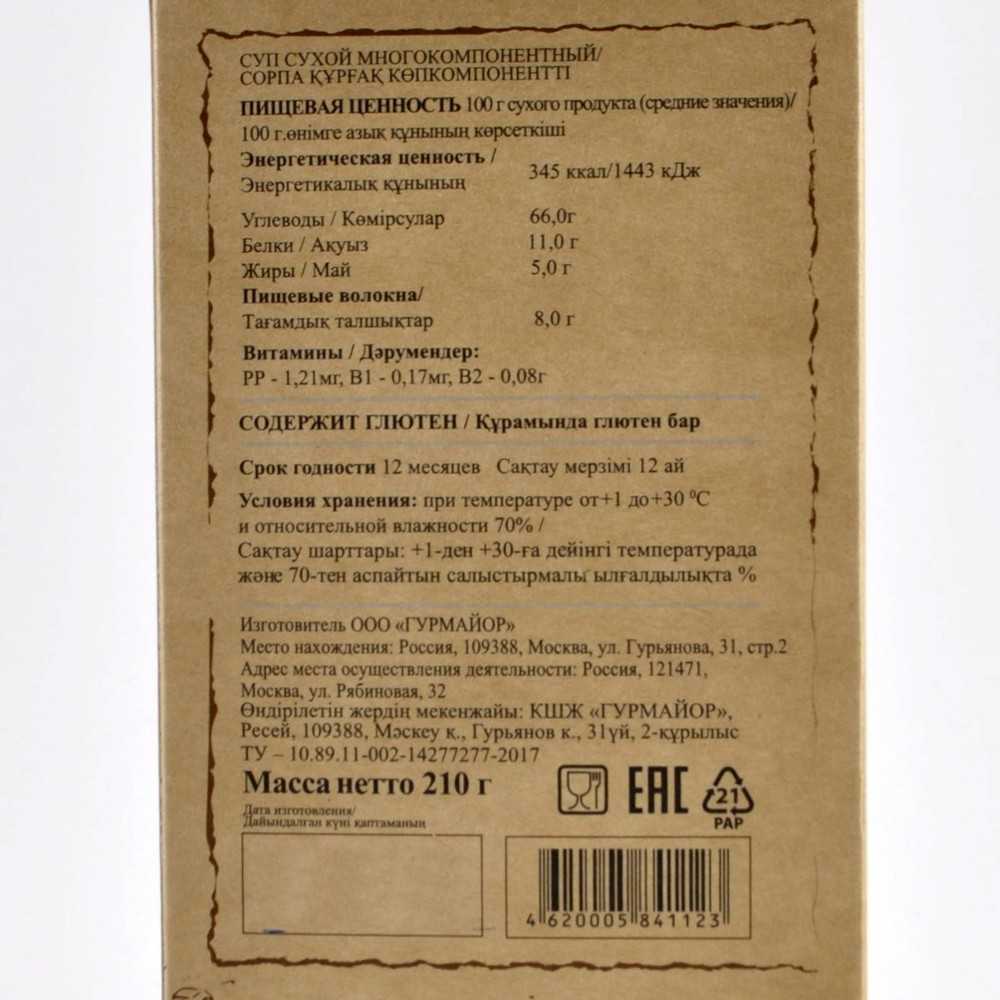 СУП СУХОЙ МНОГОКОМПОНЕНТНЫЙ/
СОРПА ҚҰРҒАҚ КӨПКОМПОНЕНТТІ
ПИЩЕВАЯ ЦЕННОСТЬ 100 г сухого продукта (средние значения)/
100 г.өнімге азық құнының көрсеткіші
Энергетическая ценность /
Энергетикалық құнының 345 ккал/1443 кДж
Углеводы / Көмірсулар 66,0г
Белки / Ақуыз 11,0 г
Жиры / Май 5,0 г
Пищевые волокна/
Тағамдық талшықтар 8,0 г
Витамины / Дәрумендер:
РР - 1,21мг, В1 - 0,17мг, В2 - 0,08г
СОДЕРЖИТ ГЛЮТЕН / Құрамында глютен бар
Срок годности 12 месяцев Сақтау мерзімі 12 ай
Условия хранения: при температуре от+1 до+30 ⁰С
и относительной влажности 70% /
Сақтау шарттары: +1-ден +30-ға дейінгі температурада
және 70-тен аспайтын салыстырмалы ылғалдылықта %
Изготовитель ООО «ГУРМАЙОР»
Место нахождения: Россия, 109388, Москва, ул. Гурьянова, 31, стр.2
Адрес места осуществления деятельности: Россия, 121471,
Москва, ул. Рябиновая, 32
Өндірілетін жердің мекенжайы: КШЖ «ГУРМАЙОР»,
Ресей, 109388, Мәскеу қ., Гурьянов к., 31үй, 2-құрылыс
ТУ – 10.89.11-002-14277277-2017
Масса нетто 210 г
EAC
21
PAP
Дата изготовления/
Дайындалған күні қаптаманың
4 620005 841123